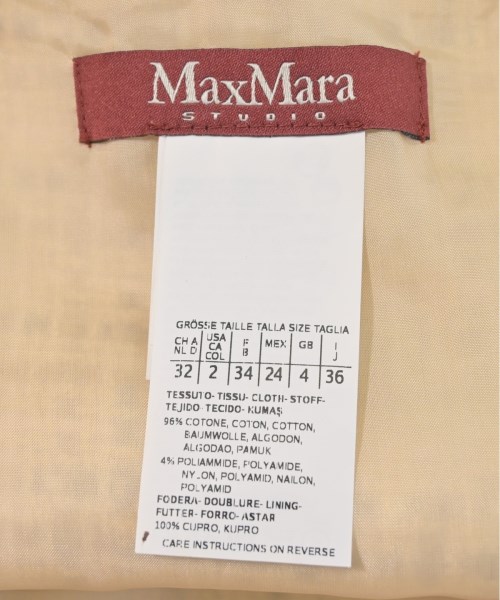 MaxMara
STUDIO
GRÖSSE TAILLE TALLA SIZE TAGLIA
CH A NL D USA CA COL F B MEX GB I J
32 2 34 24 4 36
TESSUTO- TISSU- CLOTH- STOFF-
TEJIDO- TECIDO- KUMAŞ
96% COTONE, COTON, COTTON,
BAUMWOLLE, ALGODON,
ALGODAO, PAMUK
4% POLIAMMIDE, POLYAMIDE,
NYLON, POLYAMID, NAILON,
POLYAMID
FODERA- DOUBLURE- LINING-
FUTTER- FORRO- ASTAR
100% CUPRO, KUPRO
CARE INSTRUCTIONS ON REVERSE